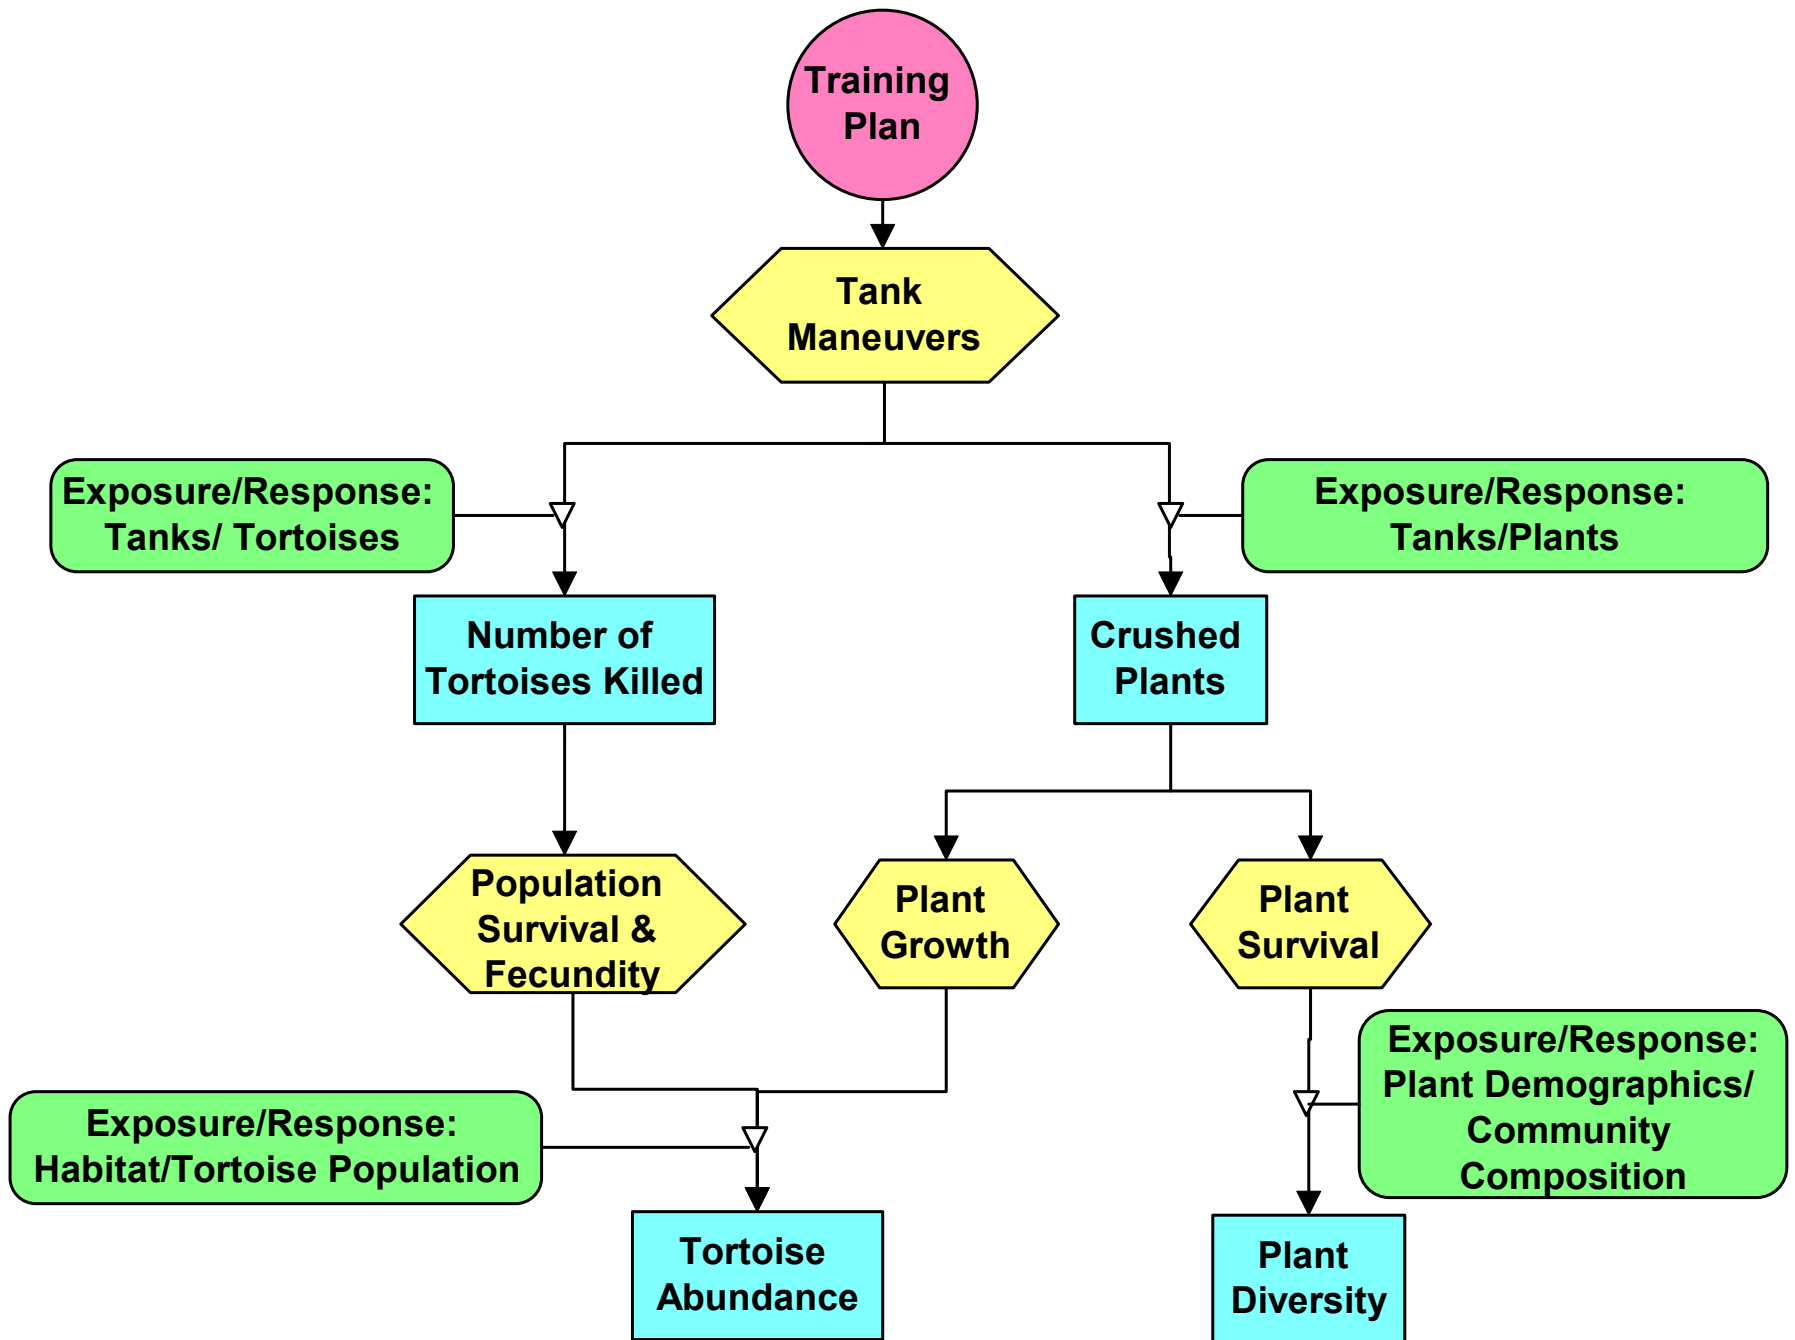 Training
Plan
Tank
Maneuvers
Exposure/Response:
Tanks/ Tortoises
Exposure/Response:
Tanks/Plants
Number of
Tortoises Killed
Crushed
Plants
Population
Survival &
Fecundity
Plant
Growth
Plant
Survival
Exposure/Response:
Habitat/Tortoise Population
Exposure/Response:
Plant Demographics/
Community
Composition
Tortoise
Abundance
Plant
Diversity